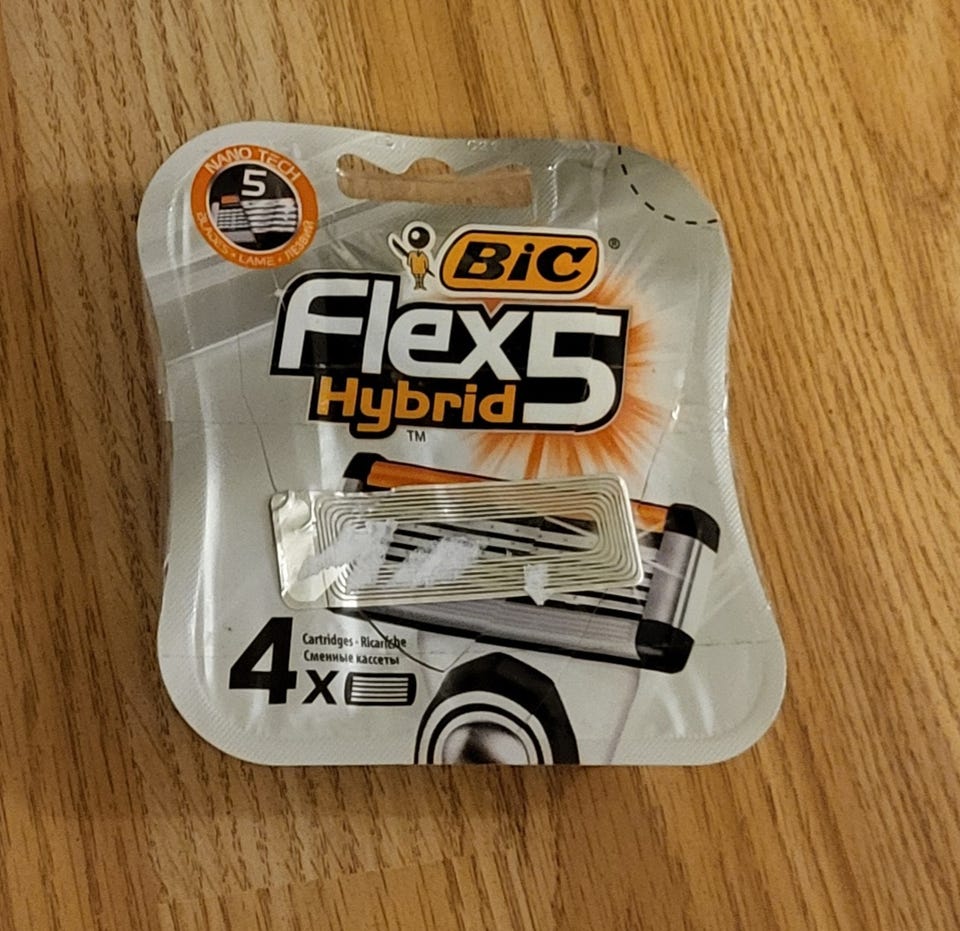 NANO TECH
5
BLADES • LAME • ЛЕЗВИЙ
BiC®
Flex5
Hybrid
TM
4x
Cartridges - Ricariche
Сменные кассеты